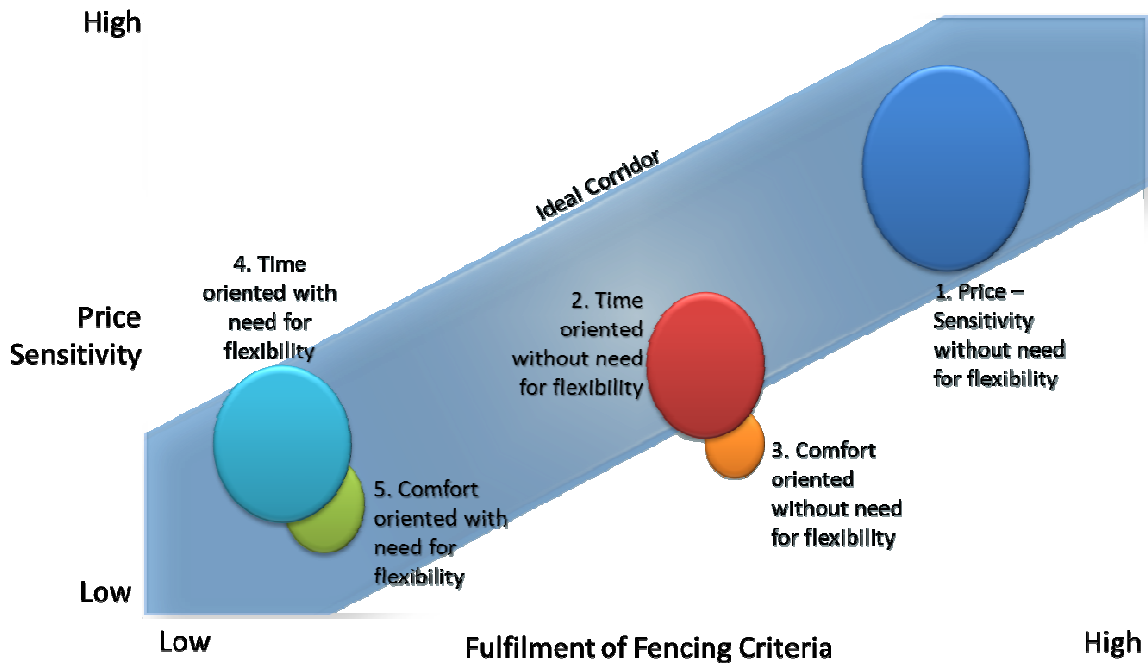 High
Ideal Corridor
4. Time
oriented with
need for
flexibility
2. Time
oriented
without need
for flexibility
1. Price –
Sensitivity
without need
for flexibility
Price
Sensitivity
3. Comfort
oriented
without need
for flexibility
5. Comfort
oriented with
need for
flexibility
Low
Low
Fulfilment of Fencing Criteria
High